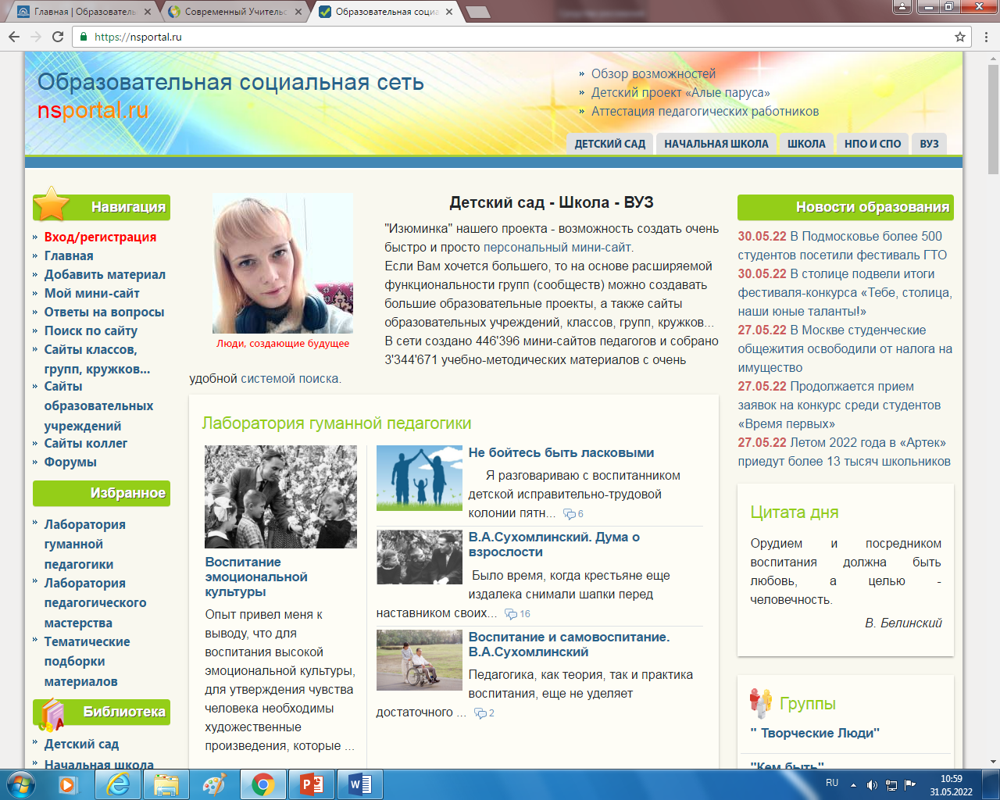 Главная | Образователь
Современный Учительс
Образовательная социа
https://nsportal.ru
Образовательная социальная сеть
nsportal.ru
Обзор возможностей
Детский проект «Алые паруса»
Аттестация педагогических работников
ДЕТСКИЙ САД
НАЧАЛЬНАЯ ШКОЛА
ШКОЛА
НПО И СПО
ВУЗ
Навигация
Вход/регистрация
Главная
Добавить материал
Мой мини-сайт
Ответы на вопросы
Поиск по сайту
Сайты классов,
групп, кружков...
Сайты
образовательных
учреждений
Сайты коллег
Форумы
Избранное
Лаборатория
гуманной
педагогики
Лаборатория
педагогического
мастерства
Тематические
подборки
материалов
Библиотека
Детский сад
Начальная школа
Люди, создающие будущее
Детский сад - Школа - ВУЗ
"Изюминка" нашего проекта - возможность создать очень
быстро и просто персональный мини-сайт.
Если Вам хочется большего, то на основе расширяемой
функциональности групп (сообществ) можно создавать
большие образовательные проекты, а также сайты
образовательных учреждений, классов, групп, кружков...
В сети создано 446'396 мини-сайтов педагогов и собрано
3'344'671 учебно-методических материалов с очень
удобной системой поиска.
Лаборатория гуманной педагогики
Воспитание
эмоциональной
культуры
Опыт привел меня к
выводу, что для
воспитания высокой
эмоциональной культуры,
для утверждения чувства
человека необходимы
художественные
произведения, которые ...
Не бойтесь быть ласковыми
Я разговариваю с воспитанником
детской исправительно-трудовой
колонии пятн... 6
В.А.Сухомлинский. Дума о
взрослости
Было время, когда крестьяне еще
издалека снимали шапки перед
наставником своих... 16
Воспитание и самовоспитание.
В.А.Сухомлинский
Педагогика, как теория, так и практика
воспитания, еще не уделяет
достаточного ... 2
Новости образования
30.05.22 В Подмосковье более 500
студентов посетили фестиваль ГТО
30.05.22 В столице подвели итоги
фестиваля-конкурса «Тебе, столица,
наши юные таланты!»
27.05.22 В Москве студенческие
общежития освободили от налога на
имущество
27.05.22 Продолжается прием
заявок на конкурс среди студентов
«Время первых»
27.05.22 Летом 2022 года в «Артек»
приедут более 13 тысяч школьников
Цитата дня
Орудием и посредником
воспитания должна быть
любовь, а целью -
человечность.
В. Белинский
Группы
" Творческие Люди"
"Кем быть"
RU
10:59
31.05.2022